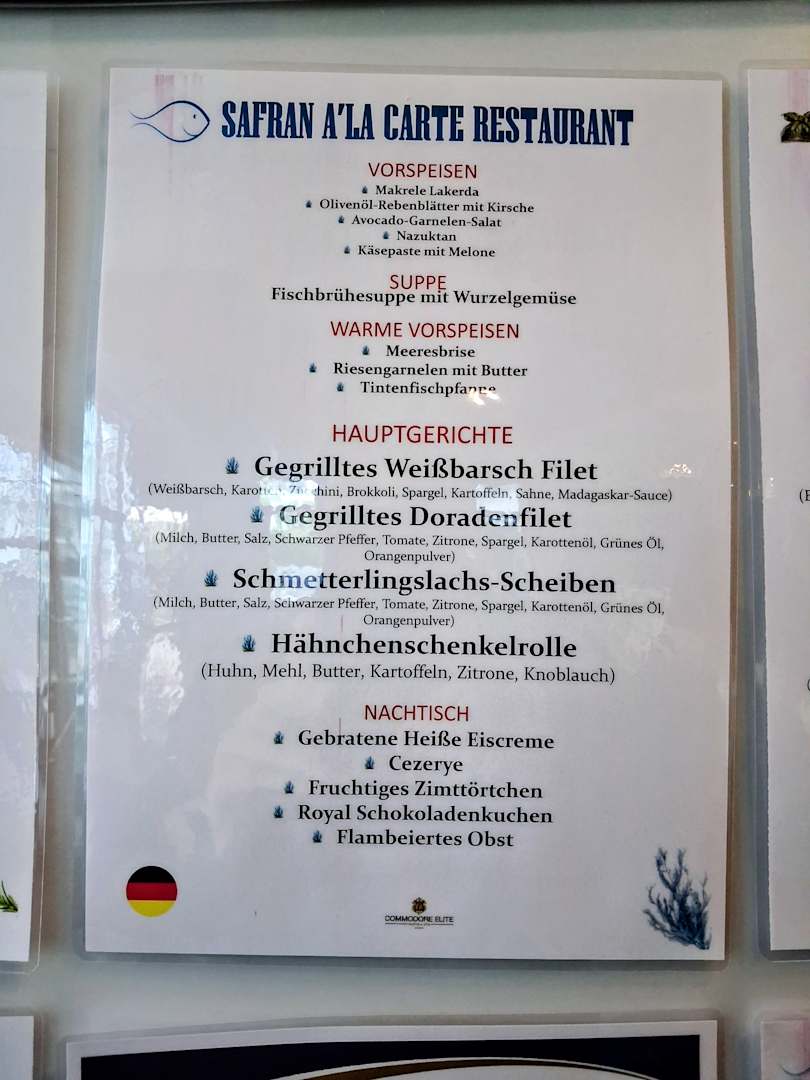 SAFRAN A'LA CARTE RESTAURANT
VORSPEISEN
Makrele Lakerda
Olivenöl-Rebenblätter mit Kirsche
Avocado-Garnelen-Salat
Nazuktan
Käsepaste mit Melone
SUPPE
Fischbrühesuppe mit Wurzelgemüse
WARME VORSPEISEN
Meeresbrise
Riesengarnelen mit Butter
Tintenfischpfanne
HAUPTGERICHTE
Gegrilltes Weißbarsch Filet
(Weißbarsch, Karotten, Zucchini, Brokkoli, Spargel, Kartoffeln, Sahne, Madagaskar-Sauce)
Gegrilltes Doradenfilet
(Milch, Butter, Salz, Schwarzer Pfeffer, Tomate, Zitrone, Spargel, Karottenöl, Grünes Öl,
Orangenpulver)
Schmetterlingslachs-Scheiben
(Milch, Butter, Salz, Schwarzer Pfeffer, Tomate, Zitrone, Spargel, Karottenöl, Grünes Öl,
Orangenpulver)
Hähnchenschenkelrolle
(Huhn, Mehl, Butter, Kartoffeln, Zitrone, Knoblauch)
NACHTISCH
Gebratene Heiße Eiscreme
Cezerye
Fruchtiges Zimttörtchen
Royal Schokoladenkuchen
Flambeiertes Obst
COMMODORE ELITE